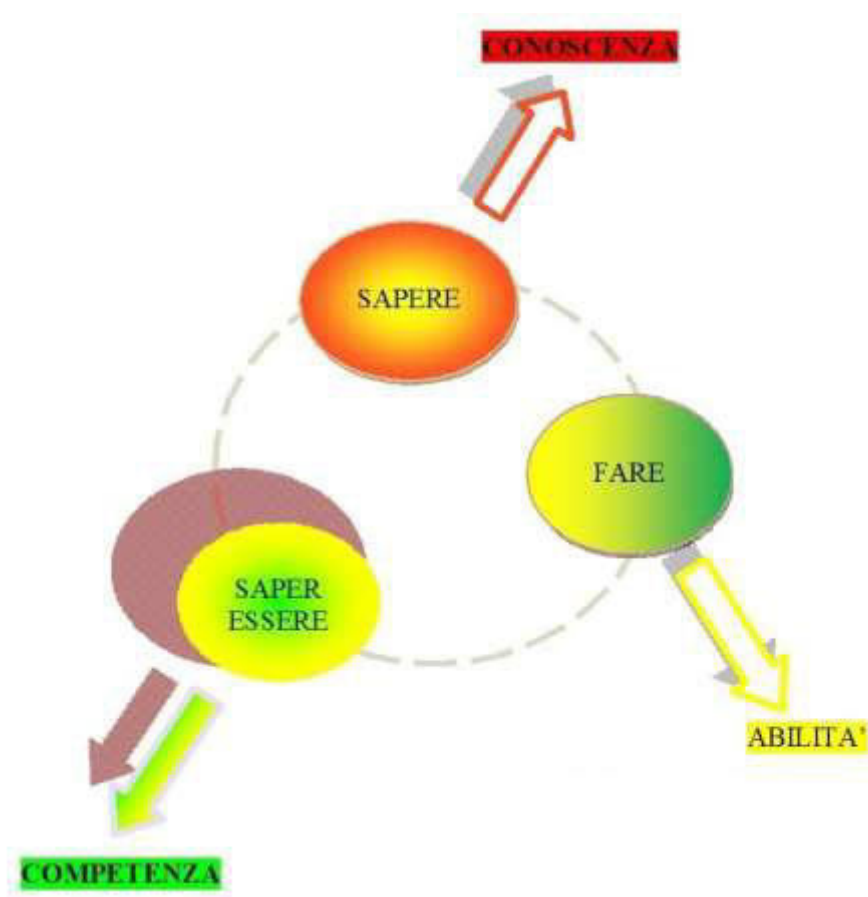 CONOSCENZA
SAPERE
FARE
SAPER
ESSERE
ABILITA'
COMPETENZA